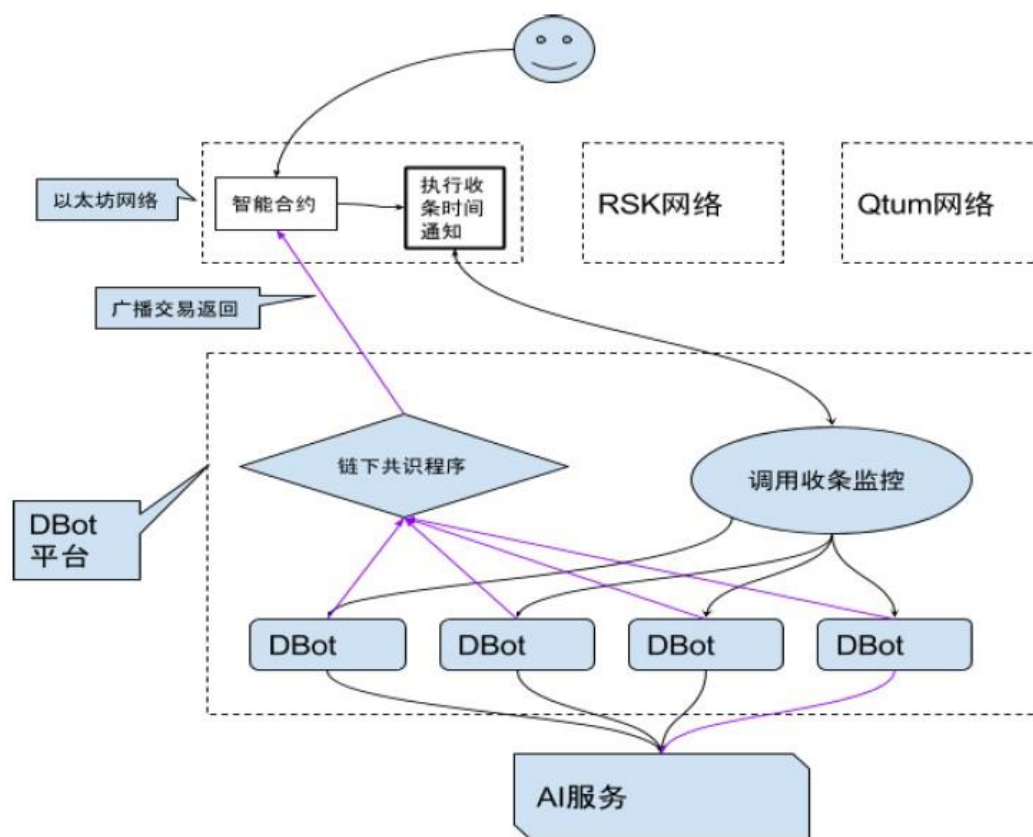 以太坊网络
智能合约
执行收
条时间
通知
RSK网络
Qtum网络
广播交易返回
链下共识程序
调用收条监控
DBot
平台
DBot
DBot
DBot
DBot
AI服务